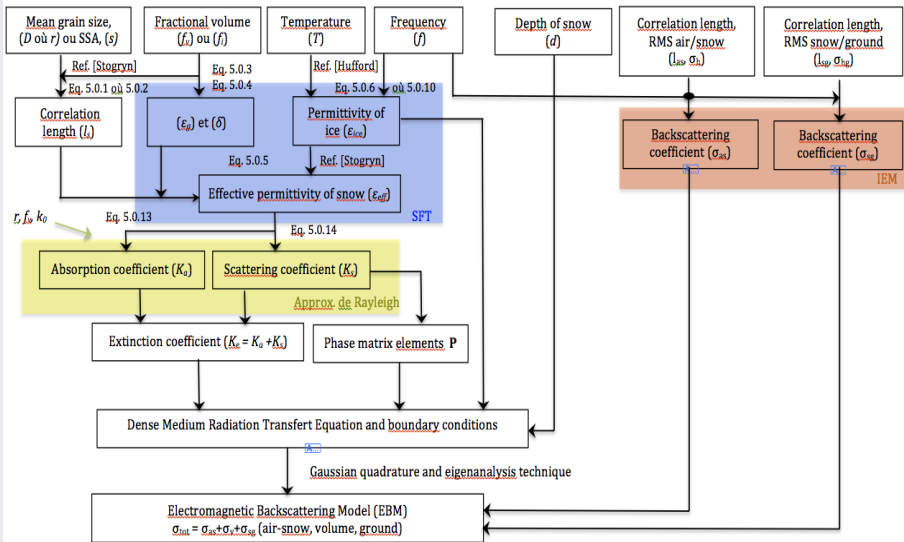 Mean grain size,
(D où r) ou SSA, (s)
Fractional volume
(fv) ou (fi)
Temperature
(T)
Frequency
(f)
Depth of snow
(d)
Correlation length,
RMS air/snow
(las, σh)
Correlation length,
RMS snow/ground
(lsg, σhg)
Ref. [Stogryn]
Eq. 5.0.3
Eq. 5.0.4
Ref. [Hufford]
Eq. 5.0.1 où 5.0.2
Eq. 5.0.6 où 5.0.10
Correlation
length (ls)
(εg) et (δ)
Permittivity of
ice (εice)
Backscattering
coefficient (σas)
Backscattering
coefficient (σsg)
IEM
Eq. 5.0.5
Ref. [Stogryn]
Effective permittivity of snow (εeff)
SFT
r, fv, k0
Eq. 5.0.13
Eq. 5.0.14
Absorption coefficient (Ka)
Scattering coefficient (Ks)
Approx. de Rayleigh
Extinction coefficient (Ke = Ka +Ks)
Phase matrix elements P
Dense Medium Radiation Transfert Equation and boundary conditions
Gaussian quadrature and eigenanalysis technique
Electromagnetic Backscattering Model (EBM)
σtot = σas+σv+σsg (air-snow, volume, ground)